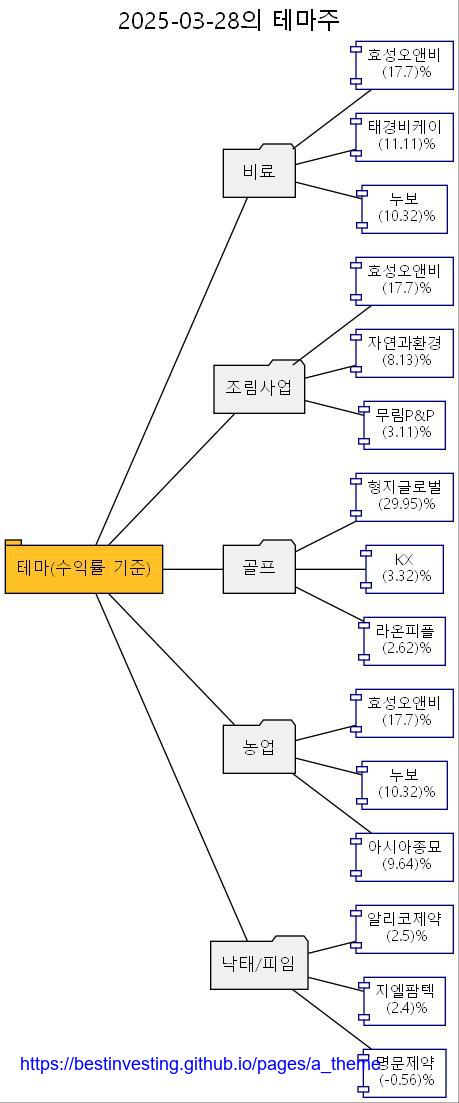 2025-03-28의 테마주
효성오앤비
(17.7)%
태경비케이
(11.11)%
비료
누보
(10.32)%
효성오앤비
(17.7)%
자연과환경
(8.13)%
조림사업
무림P&P
(3.11)%
형지글로벌
(29.95)%
테마(수익률 기준)
골프
KX
(3.32)%
라온피플
(2.62)%
효성오앤비
(17.7)%
농업
누보
(10.32)%
아시아종묘
(9.64)%
알리코제약
(2.5)%
낙태/피임
지엘팜텍
(2.4)%
명문제약
(-0.56)%
https://bestinvesting.github.io/pages/a_theme